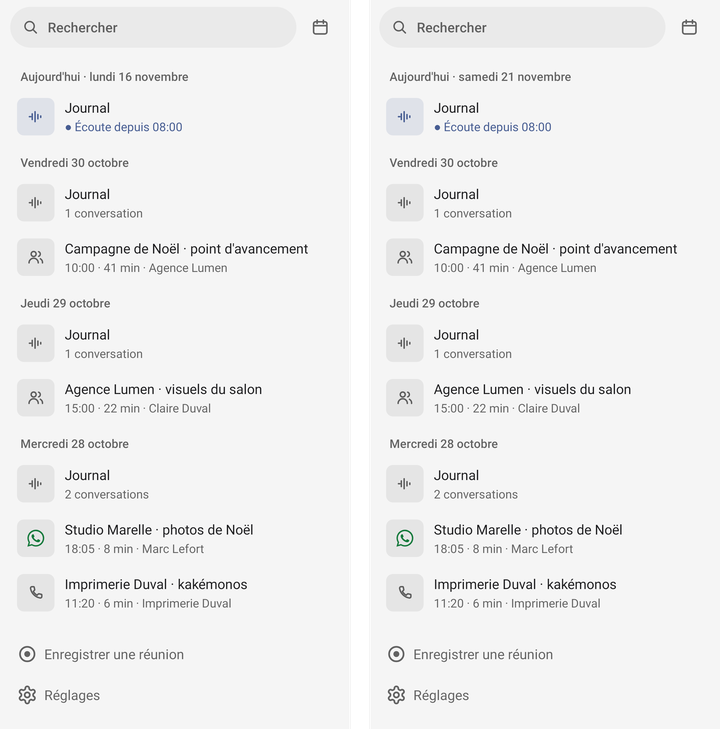 Rechercher
Aujourd'hui · lundi 16 novembre
Journal
● Écoute depuis 08:00
Vendredi 30 octobre
Journal
1 conversation
Campagne de Noël · point d'avancement
10:00 · 41 min · Agence Lumen
Jeudi 29 octobre
Journal
1 conversation
Agence Lumen · visuels du salon
15:00 · 22 min · Claire Duval
Mercredi 28 octobre
Journal
2 conversations
Studio Marelle · photos de Noël
18:05 · 8 min · Marc Lefort
Imprimerie Duval · kakémonos
11:20 · 6 min · Imprimerie Duval
Enregistrer une réunion
Réglages
Rechercher
Aujourd'hui · samedi 21 novembre
Journal
● Écoute depuis 08:00
Vendredi 30 octobre
Journal
1 conversation
Campagne de Noël · point d'avancement
10:00 · 41 min · Agence Lumen
Jeudi 29 octobre
Journal
1 conversation
Agence Lumen · visuels du salon
15:00 · 22 min · Claire Duval
Mercredi 28 octobre
Journal
2 conversations
Studio Marelle · photos de Noël
18:05 · 8 min · Marc Lefort
Imprimerie Duval · kakémonos
11:20 · 6 min · Imprimerie Duval
Enregistrer une réunion
Réglages